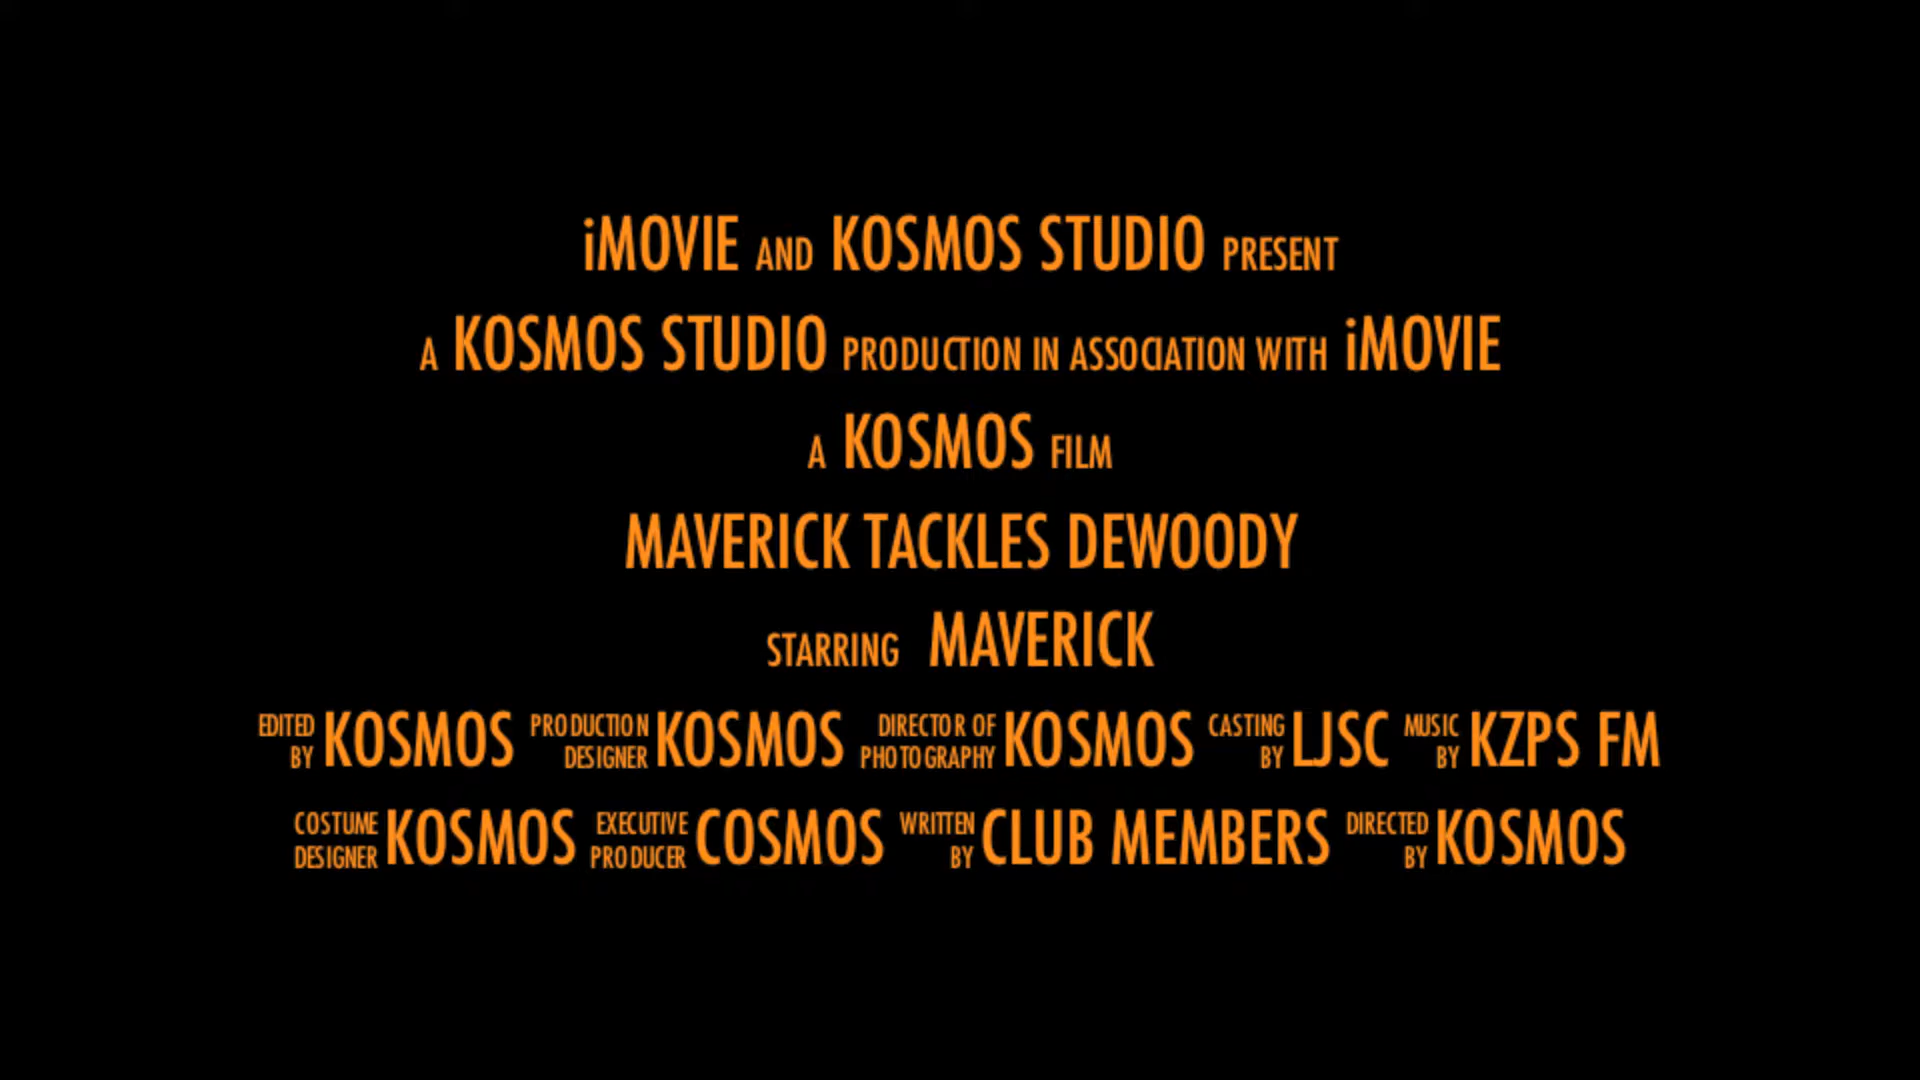 iMOVIE AND KOSMOS STUDIO PRESENT
A KOSMOS STUDIO PRODUCTION IN ASSOCIATION WITH iMOVIE
A KOSMOS FILM
MAVERICK TACKLES DEWOODY
STARRING MAVERICK
EDITED BY KOSMOS PRODUCTION DESIGNER KOSMOS DIRECTOR OF PHOTOGRAPHY KOSMOS CASTING BY LJSC MUSIC BY KZPS FM
COSTUME DESIGNER KOSMOS EXECUTIVE PRODUCER COSMOS WRITTEN BY CLUB MEMBERS DIRECTED BY KOSMOS